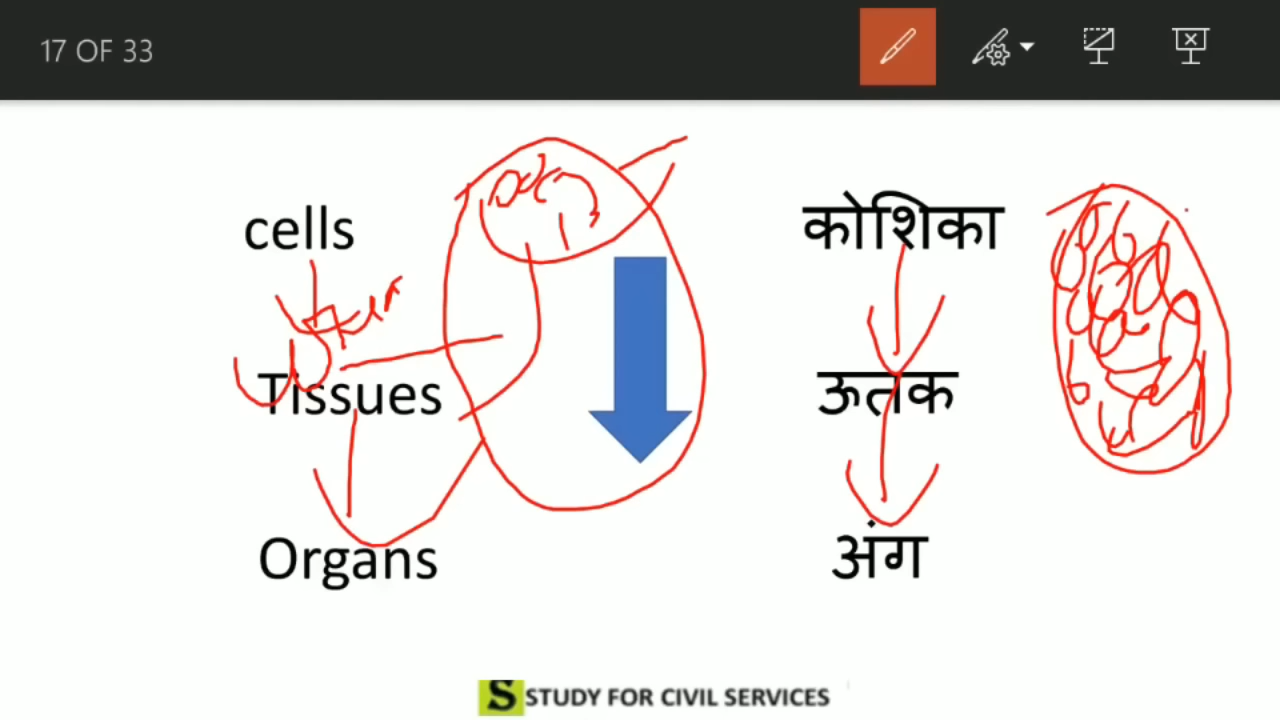 17 OF 33
cells
कोशिका
Tissues
ऊतक
Organs
अंग
S STUDY FOR CIVIL SERVICES